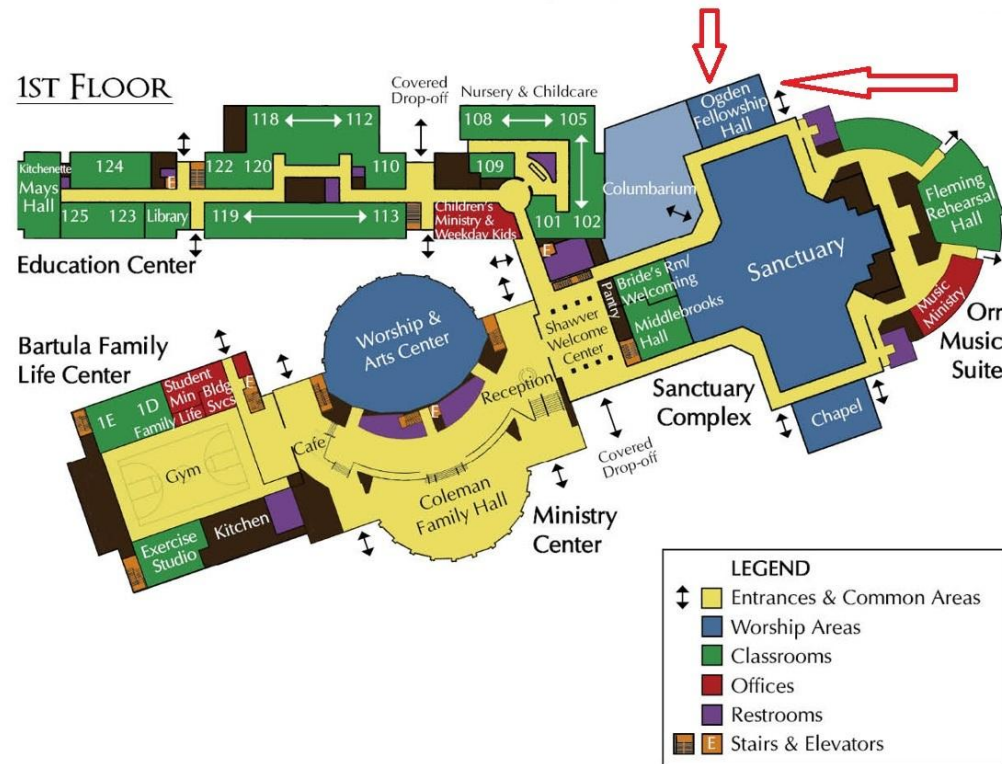 1ST FLOOR
Covered
Drop-off
Nursery & Childcare
118
112
108
105
Ogden
Fellowship
Hall
Kitchenette
Mays
Hall
124
E
122
120
110
109
125
123
Library
119
113
Children's
Ministry &
Weekday Kids
101
102
Columbarium
Fleming
Rehearsal
Hall
Education Center
E
Sanctuary
Bride's Rm/
Welcoming
Middlebrooks
Hall
Pantry
Music
Ministry
Orr
Music
Suite
Worship &
Arts Center
Shawver
Welcome
Center
Bartula Family
Life Center
Reception
Sanctuary
Complex
Chapel
1E
1D
Family
Student
Min
Life
Bldg
Svcs
E
E
Cafe
Covered
Drop-off
Gym
Coleman
Family Hall
Ministry
Center
Kitchen
Exercise
Studio
LEGEND
Entrances & Common Areas
Worship Areas
Classrooms
Offices
Restrooms
E Stairs & Elevators